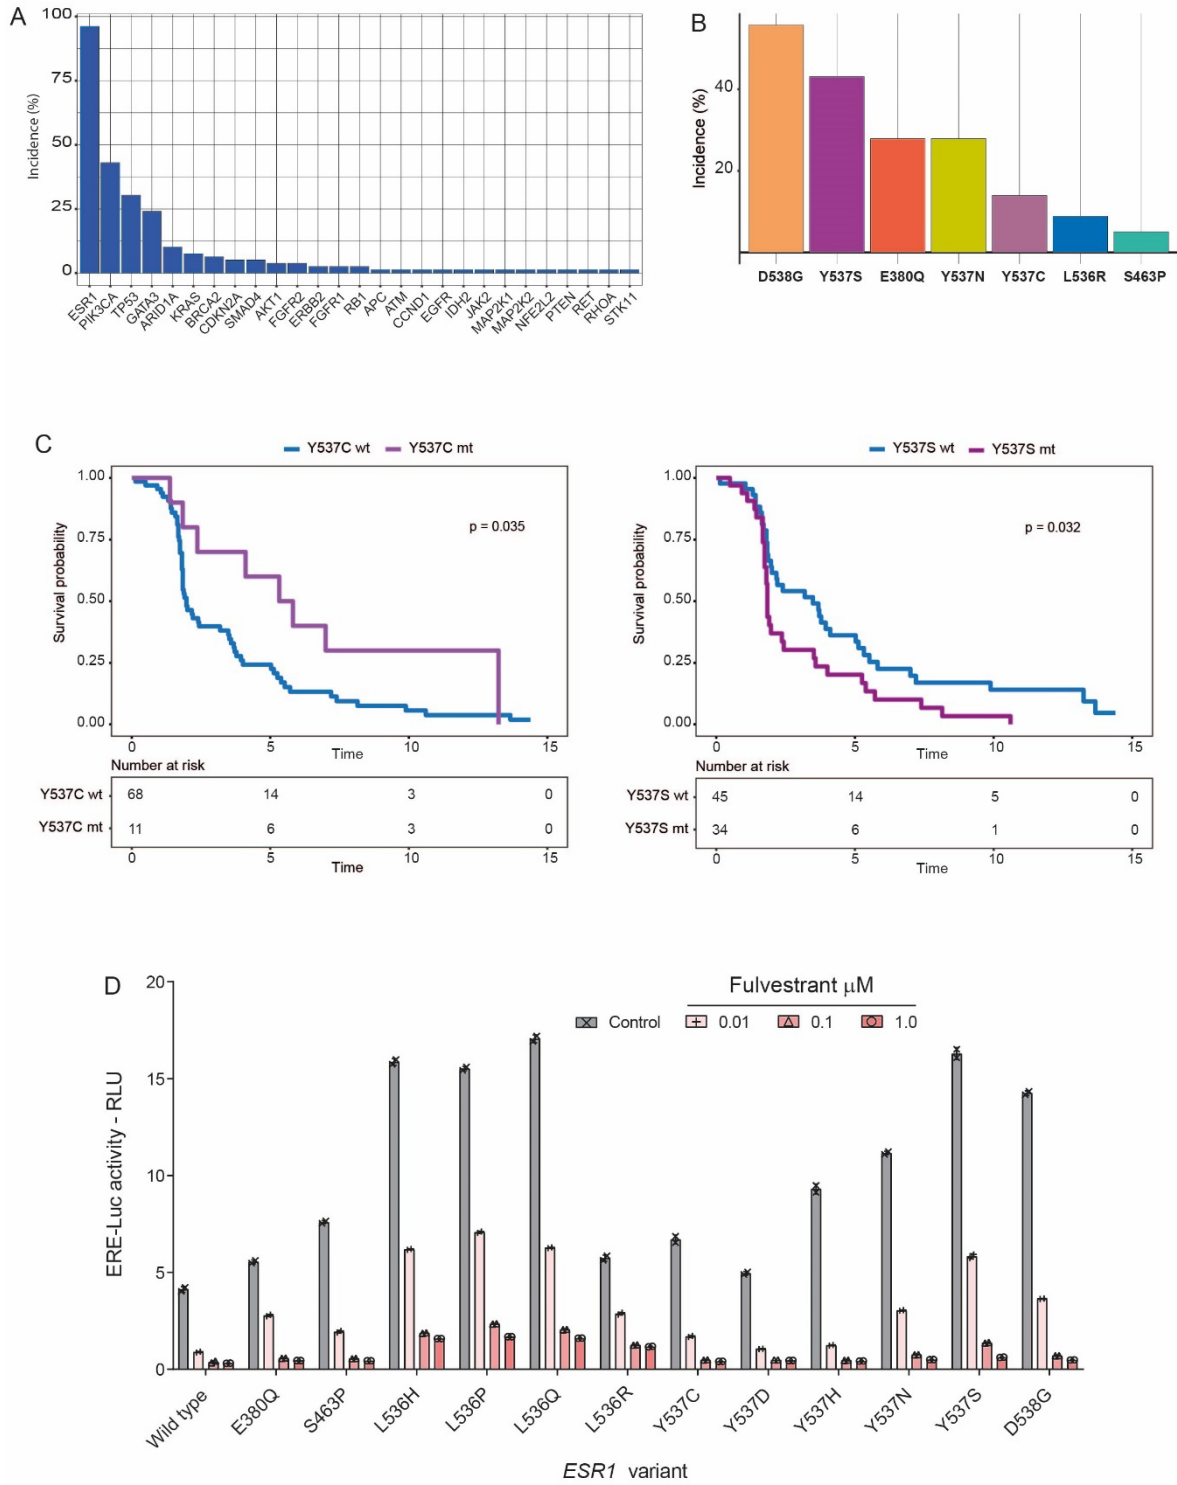 A
Incidence (%)
100
75
50
25
0
ESR1
PIK3CA
TP53
GATA3
ARID1A
KRAS
BRCA2
CDKN2A
SMAD4
AKT1
FGFR2
ERBB2
FGFR1
RB1
APC
ATM
CCND1
EGFR
IDH2
JAK2
MAP2K1
MAP2K2
NFE2L2
PTEN
RET
RHOA
STK11
B
Incidence (%)
40
20
D538G Y537S E380Q Y537N Y537C L536R S463P
C
Y537C wt Y537C mt
Survival probability
1.00
0.75
0.50
0.25
0.00
p = 0.035
0 5 10 15
Time
Number at risk
Y537C wt 68 14 3 0
Y537C mt 11 6 3 0
0 5 10 15
Time
Y537S wt Y537S mt
Survival probability
1.00
0.75
0.50
0.25
0.00
p = 0.032
0 5 10 15
Time
Number at risk
Y537S wt 45 14 5 0
Y537S mt 34 6 1 0
0 5 10 15
Time
D
Fulvestrant μM
Control 0.01 0.1 1.0
ERE-Luc activity - RLU
20
15
10
5
0
Wild type
E380Q
S463P
L536H
L536P
L536Q
L536R
Y537C
Y537D
Y537H
Y537N
Y537S
D538G
ESR1 variant